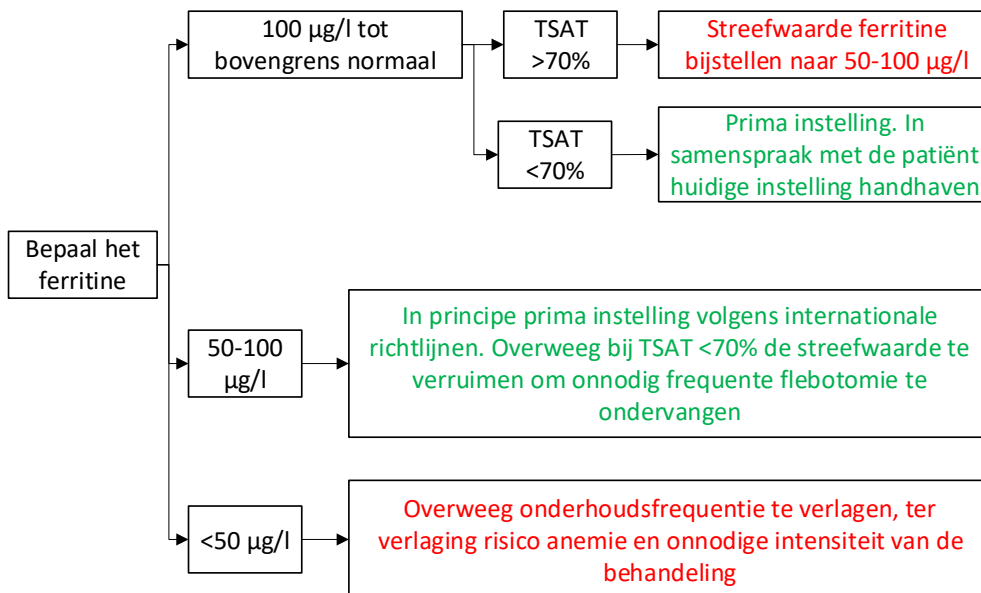 100 µg/l tot
bovengrens normaal
TSAT
>70%
Streefwaarde ferritine
bijstellen naar 50-100 µg/l
TSAT
<70%
Prima instelling. In
samenspraak met de patiënt
huidige instelling handhaven
Bepaal het
ferritine
50-100
µg/l
In principe prima instelling volgens internationale
richtlijnen. Overweeg bij TSAT <70% de streefwaarde te
verruimen om onnodig frequente flebotomie te
ondervangen
<50 µg/l
Overweeg onderhoudsfrequentie te verlagen, ter
verlaging risico anemie en onnodige intensiteit van de
behandeling